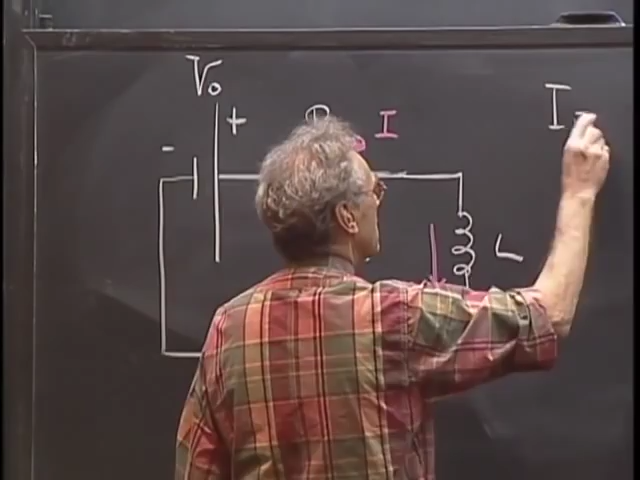 V₀
+
-
R
I
I =
L